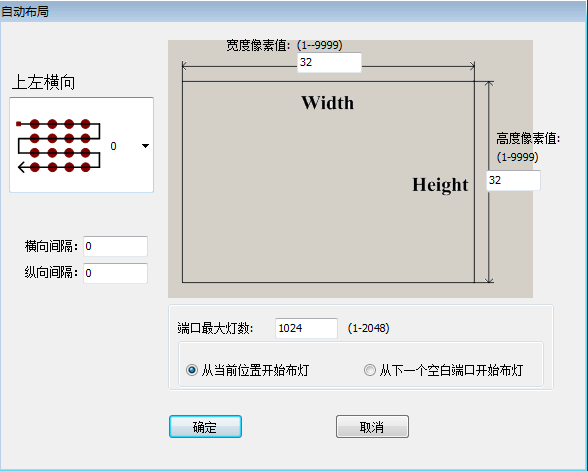 自动布局
宽度像素值: (1--9999)
32
上左横向
Width
0
高度像素值:
(1-9999)
Height
32
横向间隔: 0
纵向间隔: 0
端口最大灯数: 1024 (1-2048)
从当前位置开始布灯 从下一个空白端口开始布灯
确定 取消